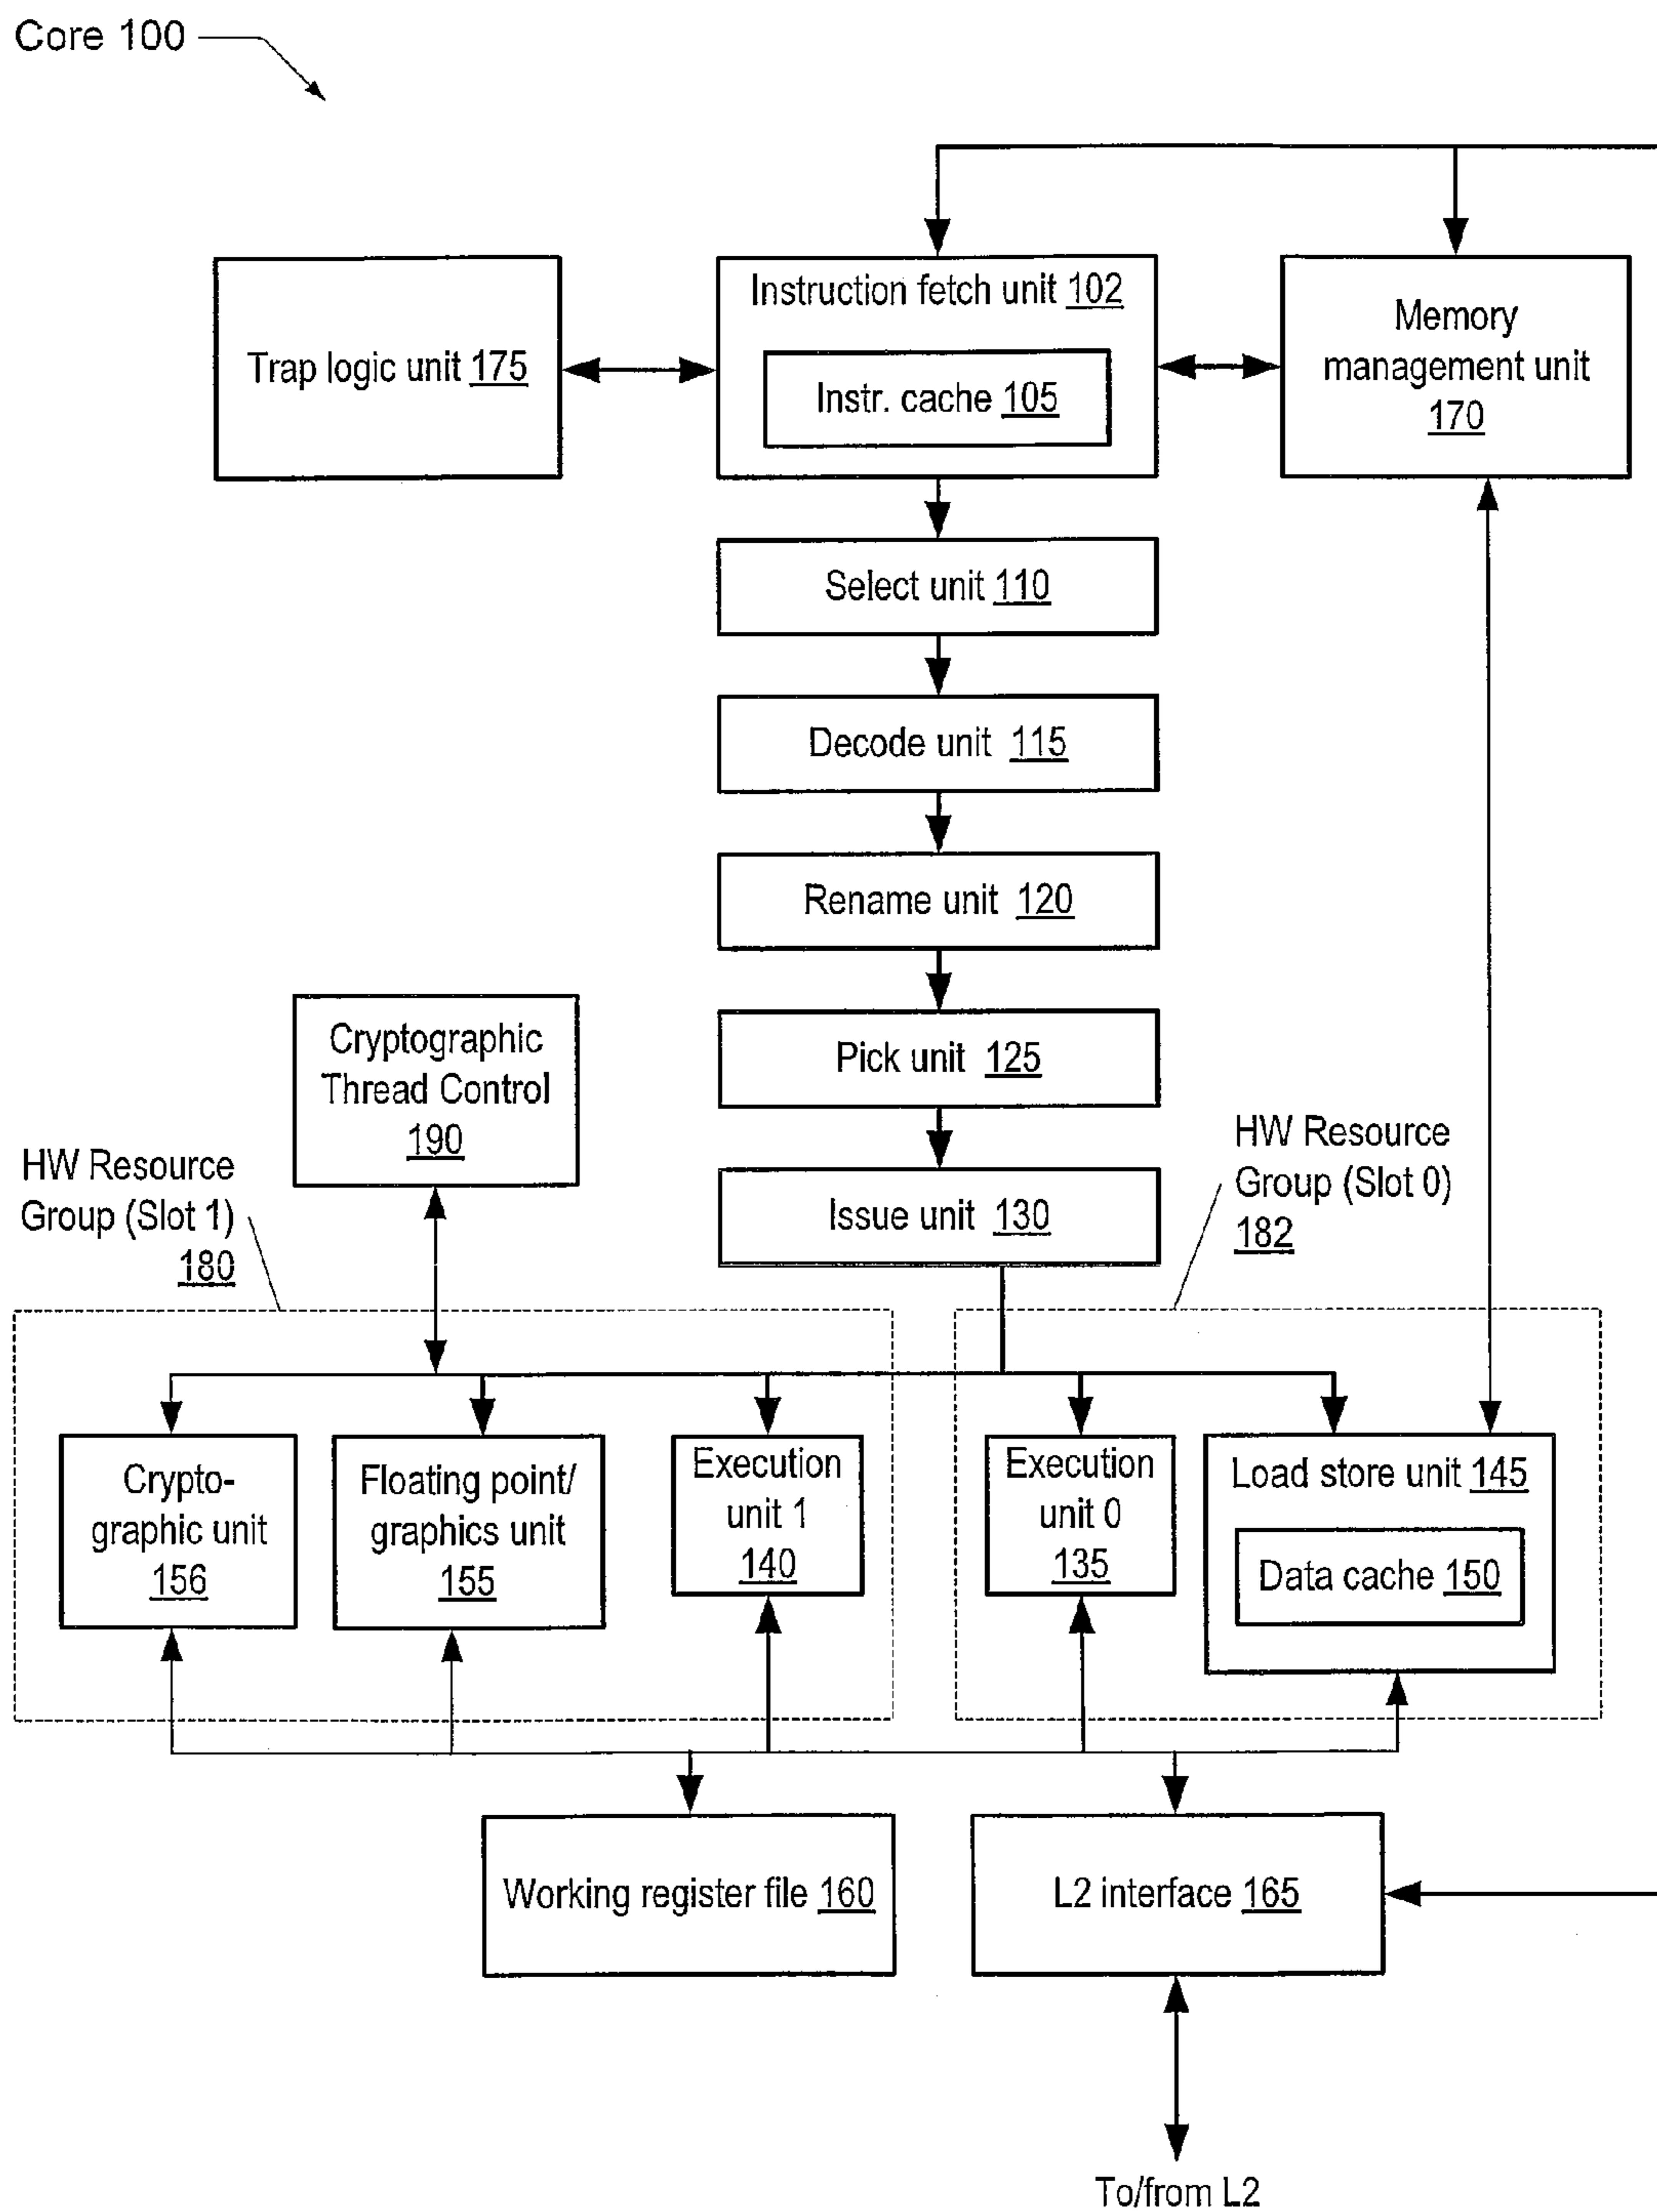 Core 100
Instruction fetch unit 102
Instr. cache 105
Trap logic unit 175
Memory
management unit
170
Select unit 110
Decode unit 115
Rename unit 120
Pick unit 125
Issue unit 130
Cryptographic
Thread Control
190
HW Resource
Group (Slot 1)
180
HW Resource
Group (Slot 0)
182
Crypto-
graphic unit
156
Floating point/
graphics unit
155
Execution
unit 1
140
Execution
unit 0
135
Load store unit 145
Data cache 150
Working register file 160
L2 interface 165
To/from L2